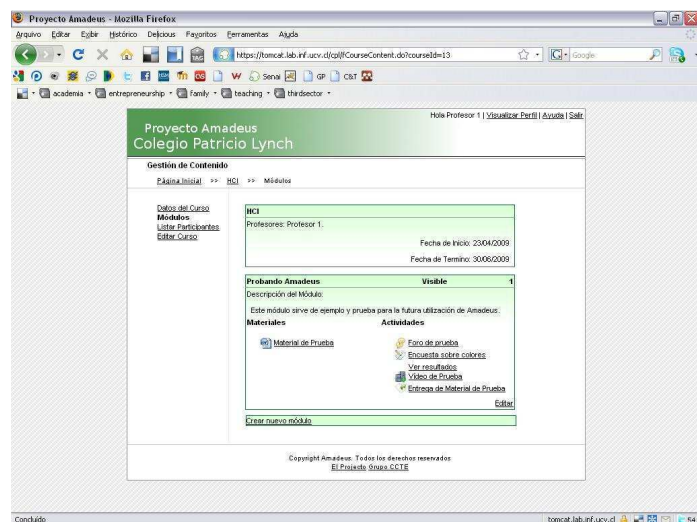 Proyecto Amadeus - Mozilla Firefox
Arquivo Editar Exibir Histórico Delicious Favoritos Ferramentas Ajuda
https://tomcat.lab.inf.ucv.cl/cpl/fCourseContent.do?courseId=13 Google
Senai GP C&T
academia entrepreneurship family teaching thirdsector
Hola Profesor 1 | Visualizar Perfil | Ayuda | Salir
Proyecto Amadeus
Colegio Patricio Lynch
Gestión de Contenido
Página Inicial >> HCI >> Módulos
Datos del Curso
Módulos
Listar Participantes
Editar Curso
HCI
Profesores: Profesor 1.
Fecha de Inicio: 23/04/2009
Fecha de Termino: 30/06/2009
Probando Amadeus Visible 1
Descripción del Módulo:
Este módulo sirve de ejemplo y prueba para la futura utilización de Amadeus.
Materiales Actividades
Material de Prueba
Foro de prueba
Encuesta sobre colores
Ver resultados
Vídeo de Prueba
Entrega de Material de Prueba
Editar
Crear nuevo módulo
Copyright Amadeus. Todos los derechos reservados
El Projecto Grupo CCTE
Concluído tomcat.lab.inf.ucv.cl 54